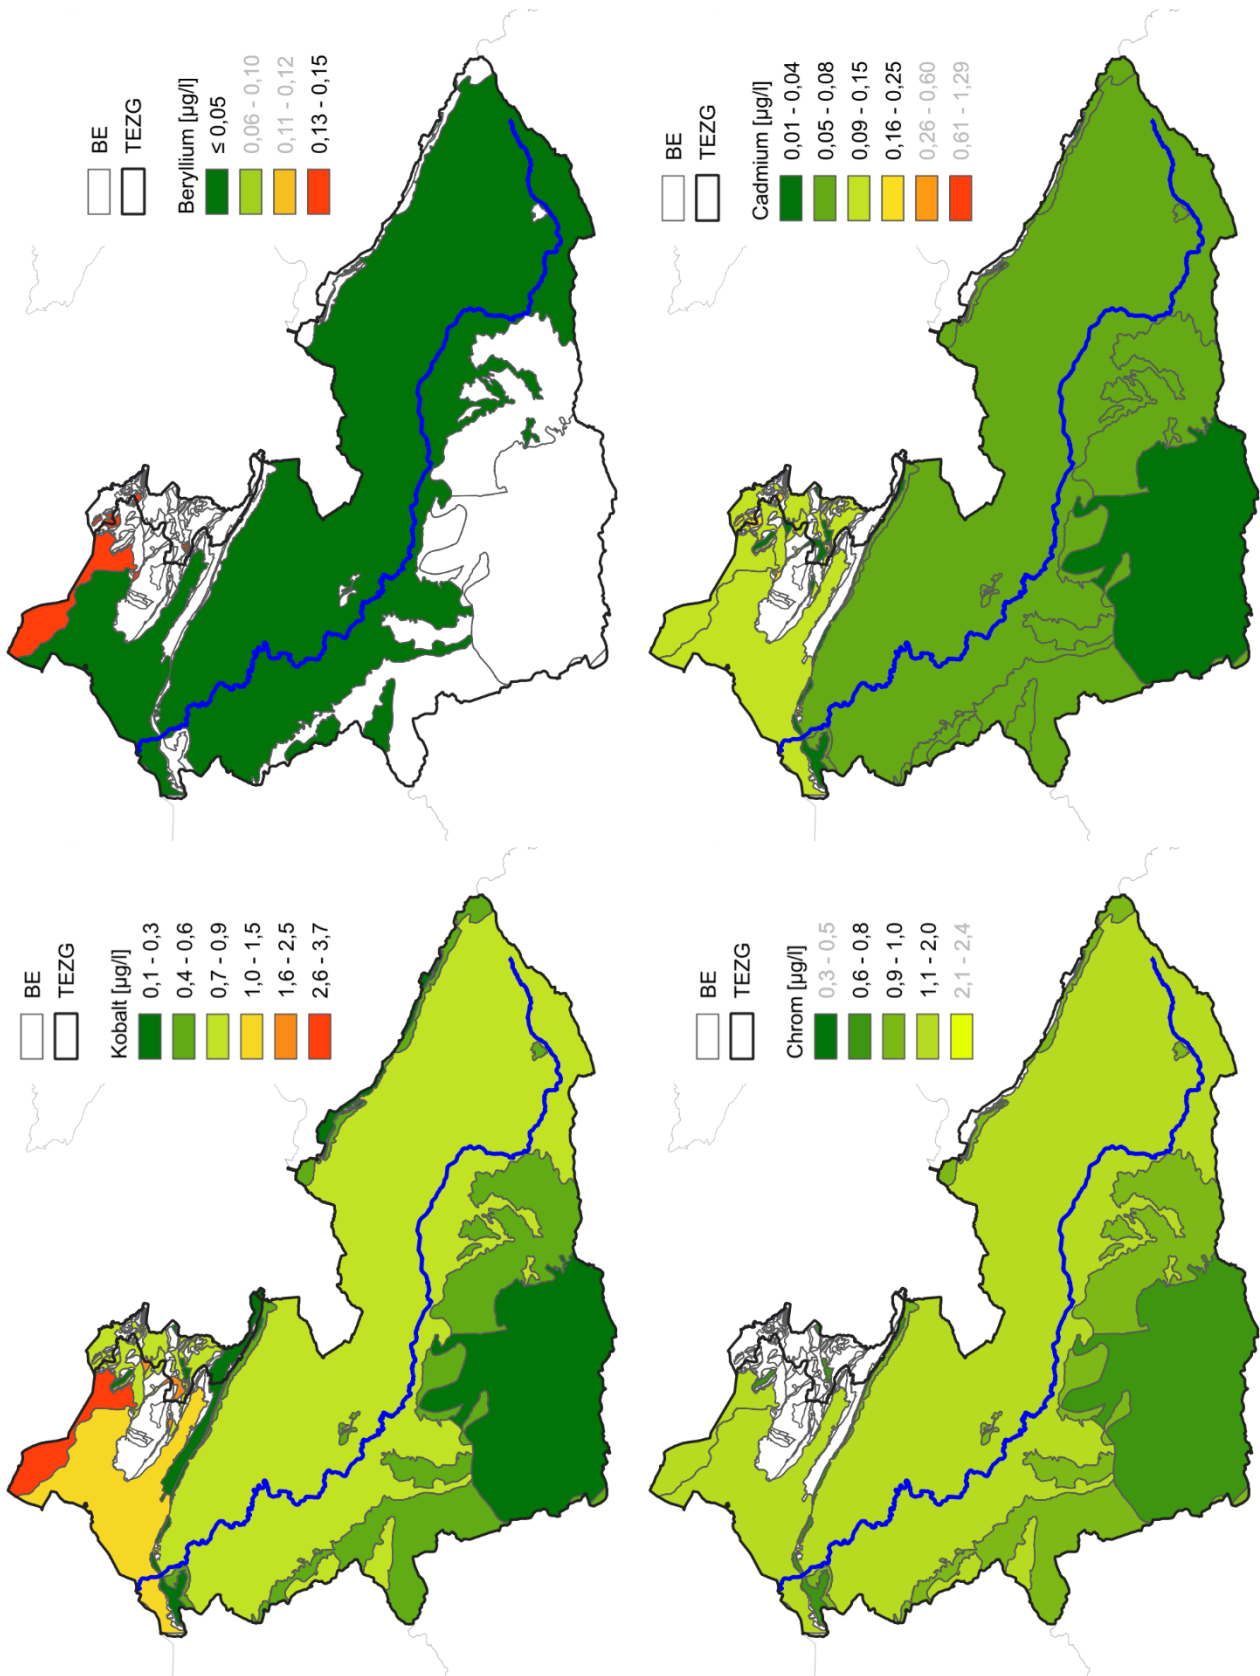 BE
TEZG
Kobalt [µg/l]
0,1 - 0,3
0,4 - 0,6
0,7 - 0,9
1,0 - 1,5
1,6 - 2,5
2,6 - 3,7
BE
TEZG
Beryllium [µg/l]
≤ 0,05
0,06 - 0,10
0,11 - 0,12
0,13 - 0,15
BE
TEZG
Chrom [µg/l]
0,3 - 0,5
0,6 - 0,8
0,9 - 1,0
1,1 - 2,0
2,1 - 2,4
BE
TEZG
Cadmium [µg/l]
0,01 - 0,04
0,05 - 0,08
0,09 - 0,15
0,16 - 0,25
0,26 - 0,60
0,61 - 1,29